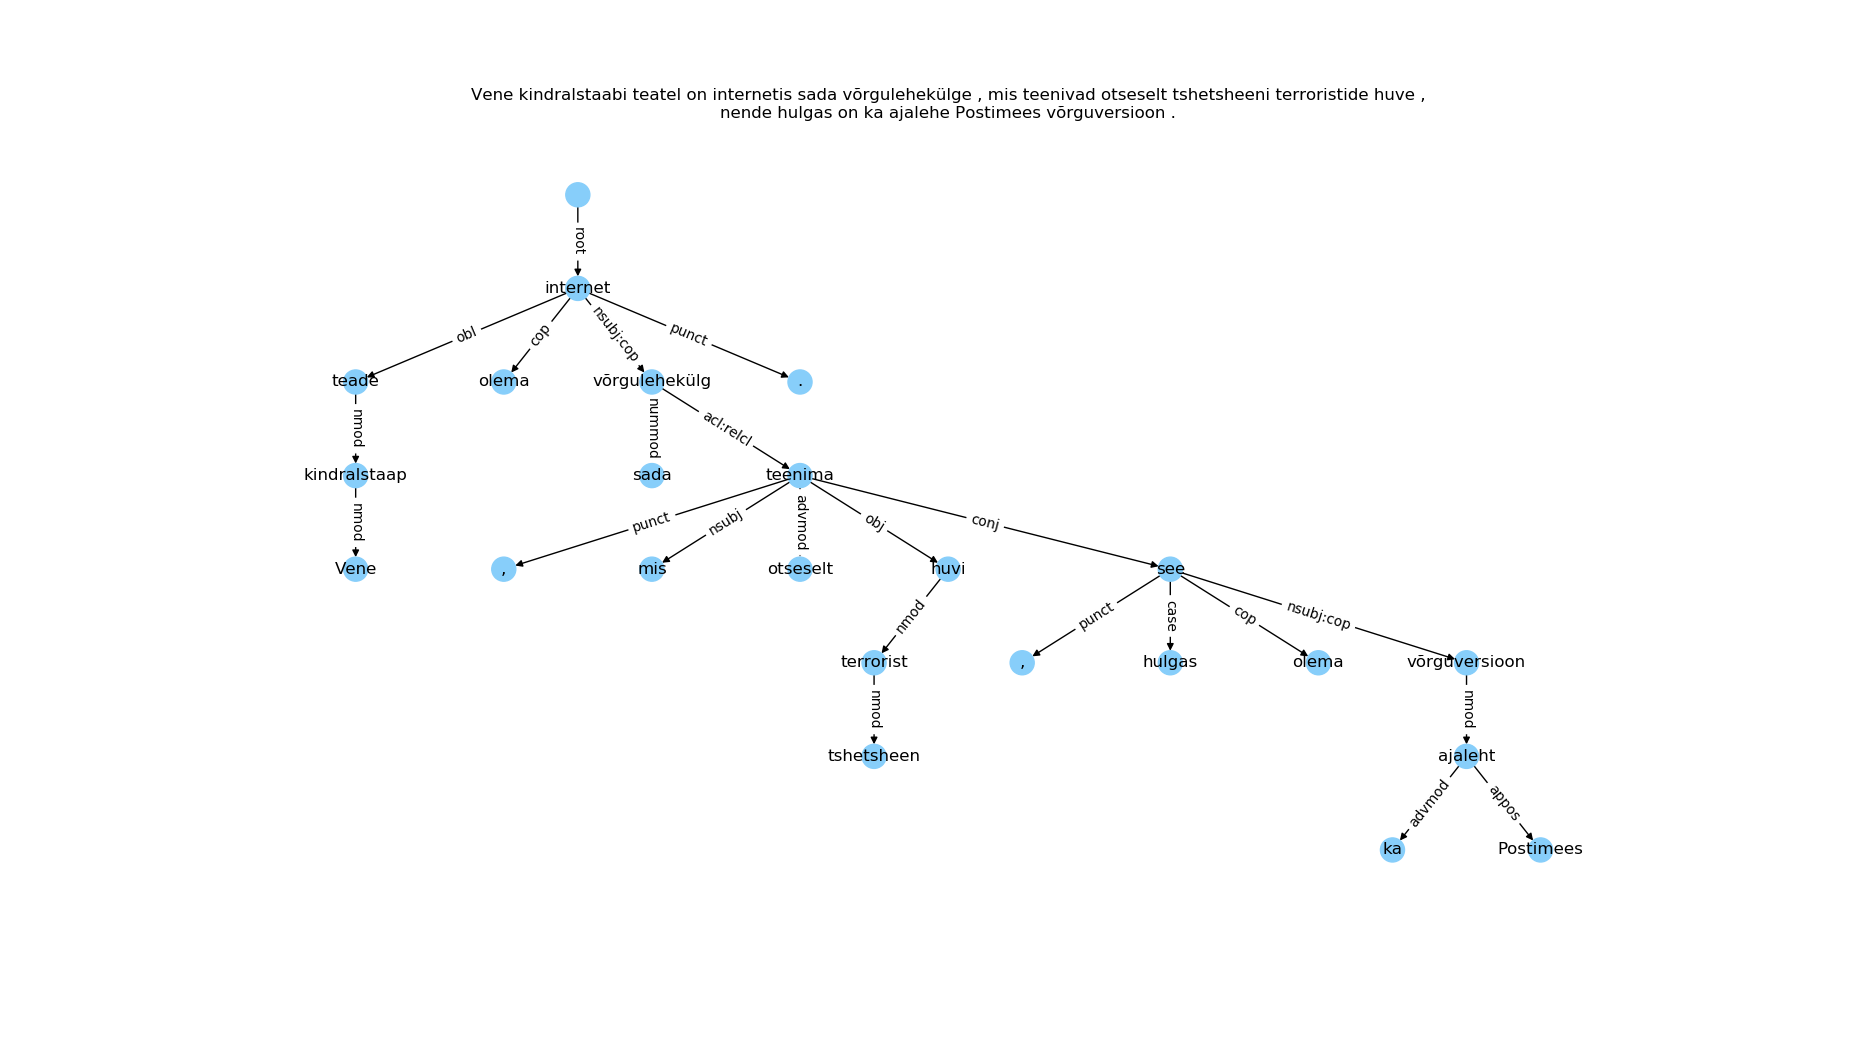 Vene kindralstaabi teatel on internetis sada võrgulehekülge , mis teenivad otseselt tshetsheeni terroristide huve ,
nende hulgas on ka ajalehe Postimees võrguversioon .
root
internet
obl cop nsubj:cop punct
teade olema võrgulehekülg .
nmod nummod acl:relcl
kindralstaap sada teenima
nmod punct nsubj advmod obj conj
Vene , mis otseselt huvi see
nmod punct case cop nsubj:cop
terrorist , hulgas olema võrguversioon
nmod nmod
tshetsheen ajaleht
advmod appos
ka Postimees